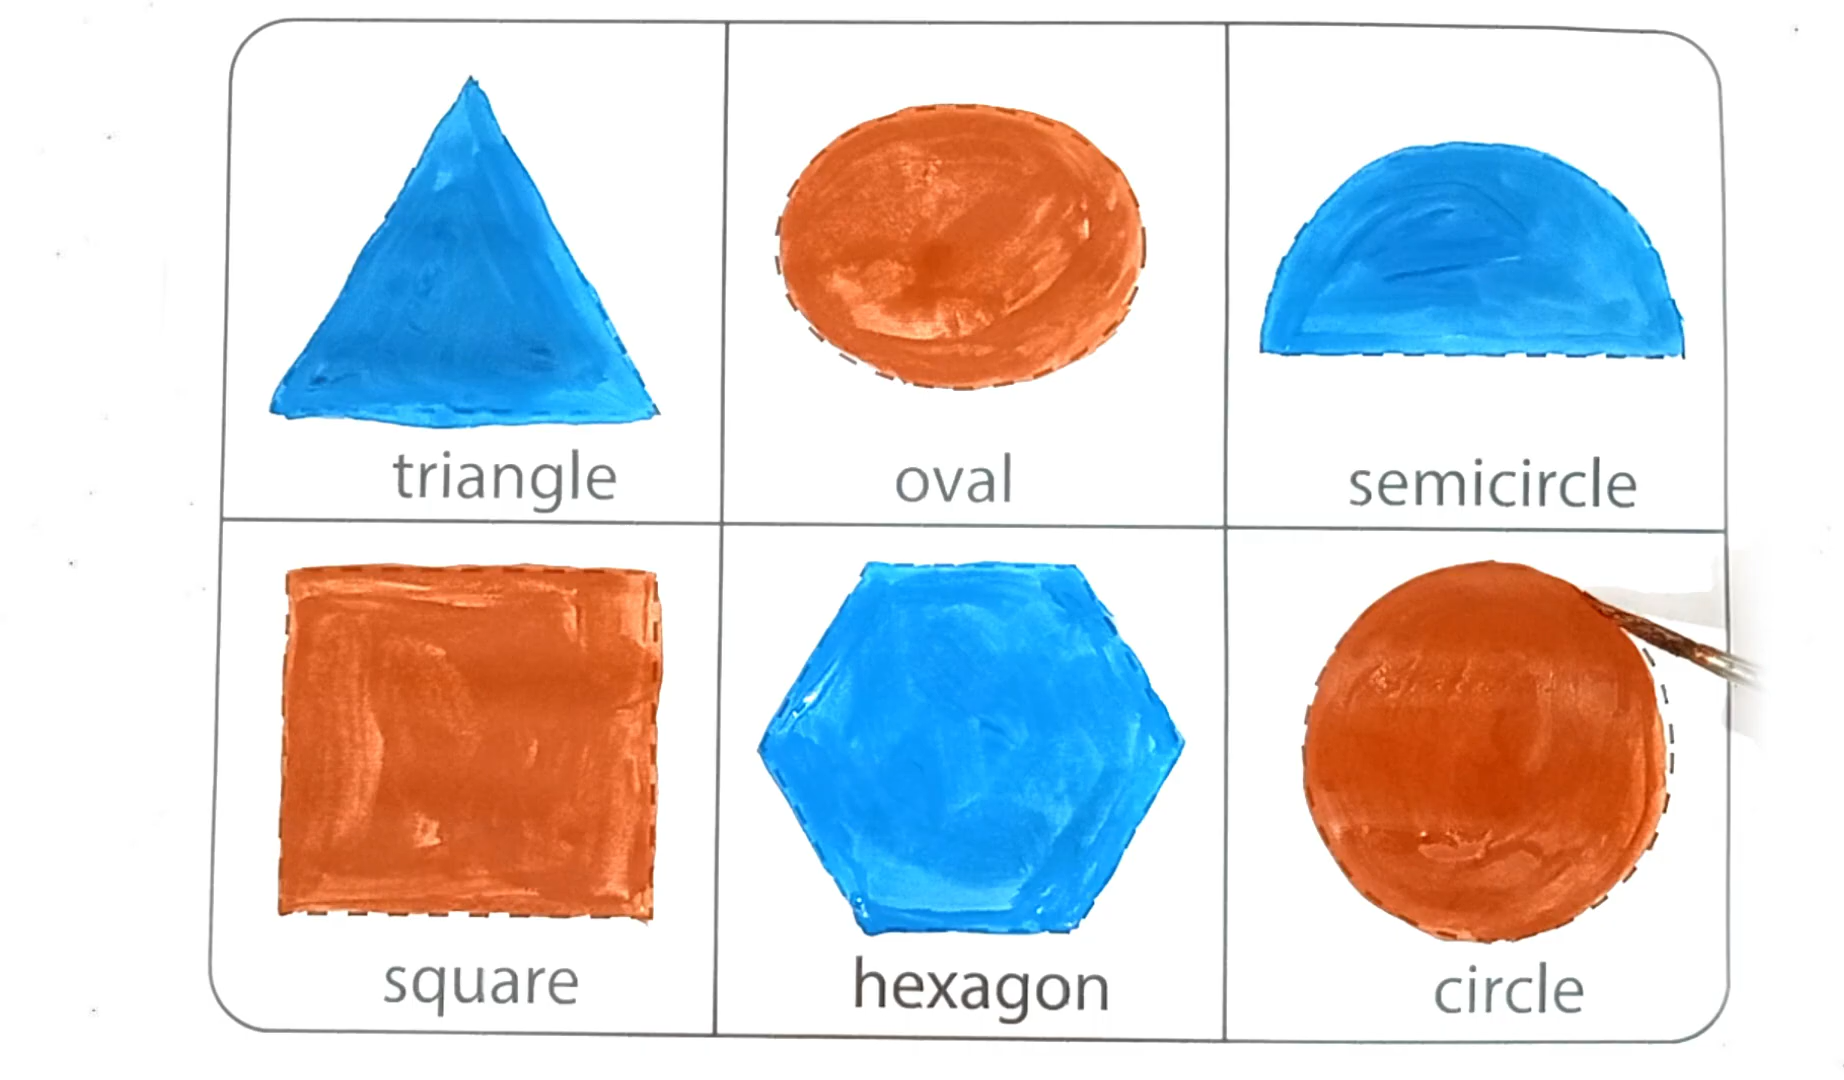 triangle
oval
semicircle
square
hexagon
circle